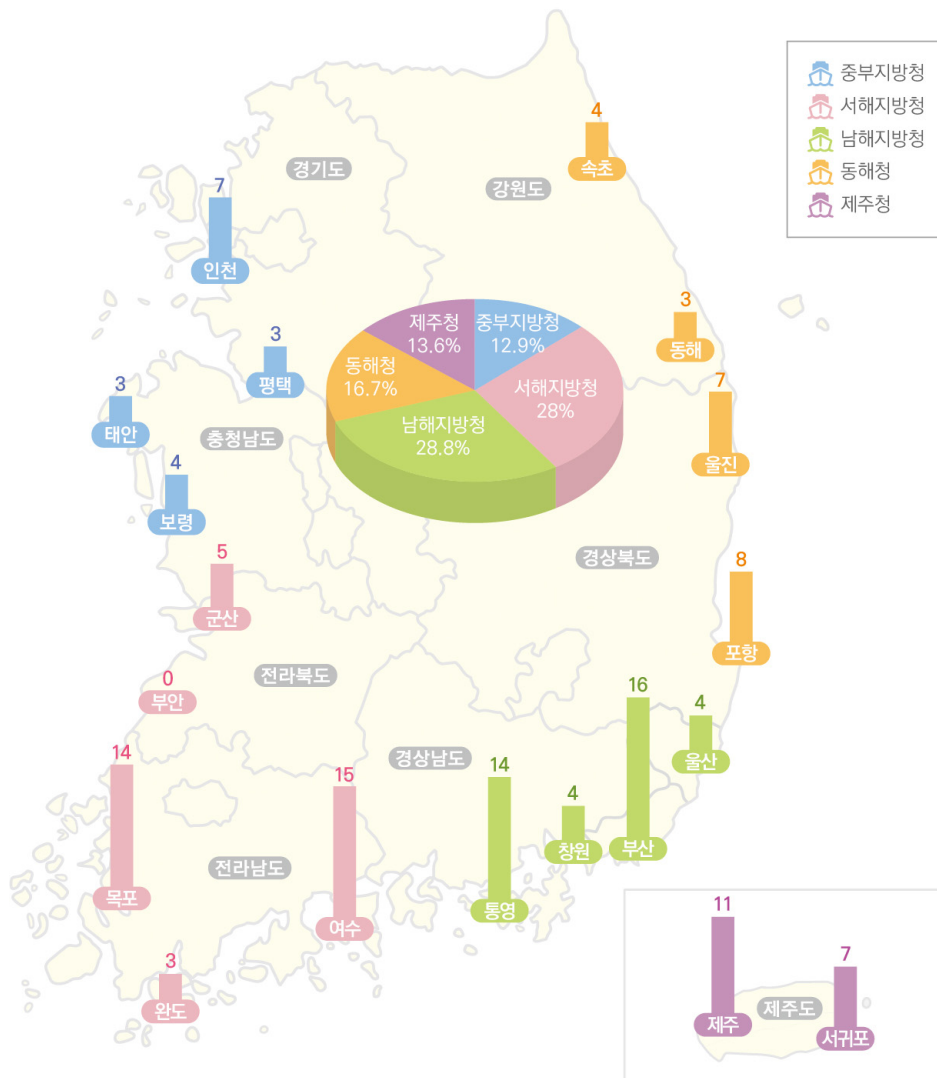 중부지방청
서해지방청
남해지방청
동해청
제주청
4
속초
경기도
강원도
7
인천
3
동해
제주청
13.6%
중부지방청
12.9%
동해청
16.7%
서해지방청
28%
남해지방청
28.8%
3
평택
3
태안
7
울진
충청남도
4
보령
5
군산
경상북도
8
포항
0
부안
전라북도
16
부산
4
울산
14
목포
15
여수
경상남도
14
통영
4
창원
전라남도
3
완도
11
제주
7
서귀포
제주도